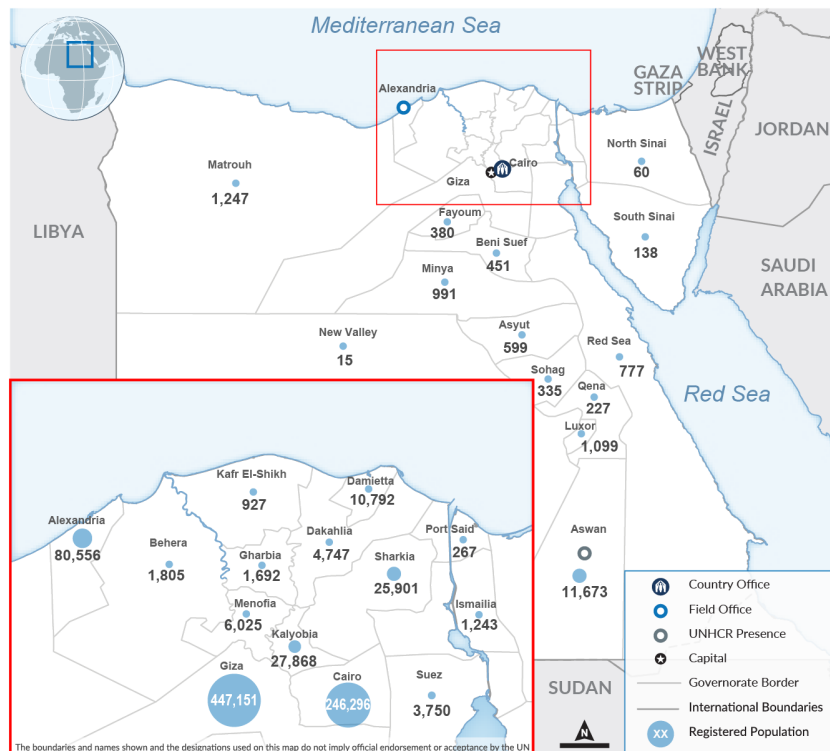 Mediterranean Sea
WEST
BANK
GAZA
STRIP
ISRAEL
JORDAN
Alexandria
Cairo
Giza
Matrouh
1,247
North Sinai
60
LIBYA
Fayoum
380
South Sinai
138
Beni Suef
451
SAUDI
ARABIA
Minya
991
New Valley
15
Asyut
599
Red Sea
777
Sohag
335
Qena
227
Red Sea
Luxor
1,099
Aswan
11,673
SUDAN
Kafr El-Shikh
927
Damietta
10,792
Alexandria
80,556
Behera
1,805
Dakahlia
4,747
Port Said
267
Gharbia
1,692
Sharkia
25,901
Menofia
6,025
Ismailia
1,243
Kalyobia
27,868
Giza
447,151
Cairo
246,296
Suez
3,750
The boundaries and names shown and the designations used on this map do not imply official endorsement or acceptance by the UN
Country Office
Field Office
UNHCR Presence
Capital
Governorate Border
International Boundaries
XX Registered Population
N